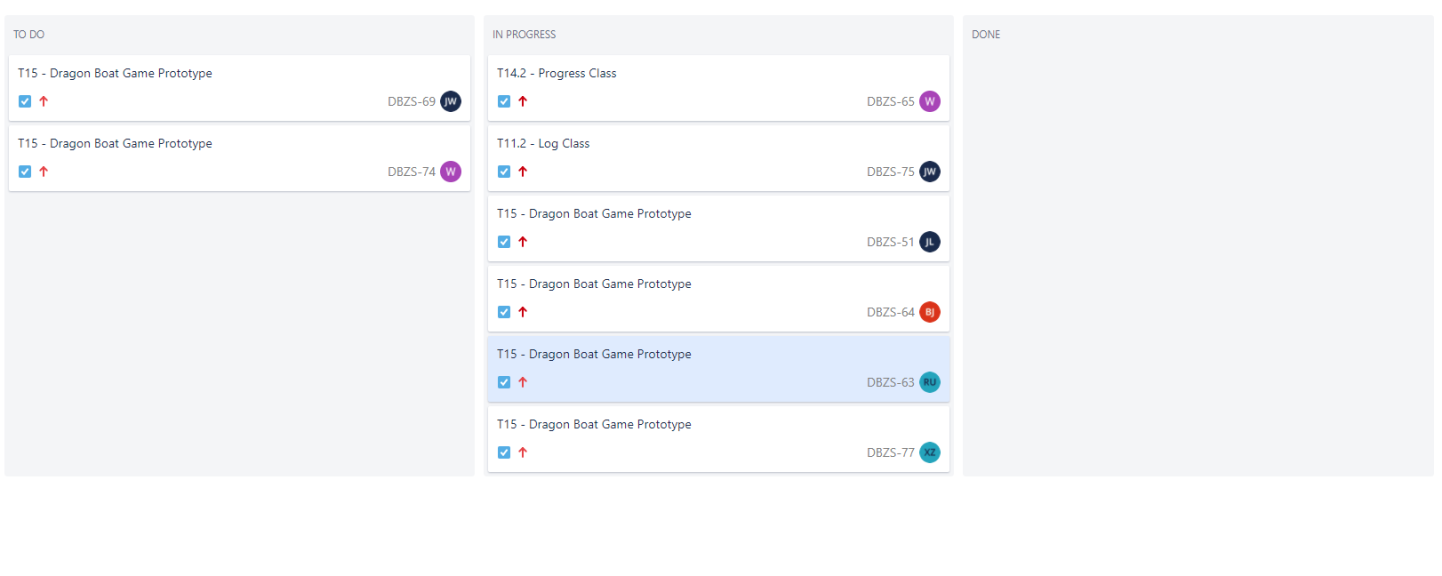 TO DO
T15 - Dragon Boat Game Prototype
DBZS-69 JW
T15 - Dragon Boat Game Prototype
DBZS-74 W
IN PROGRESS
T14.2 - Progress Class
DBZS-65 W
T11.2 - Log Class
DBZS-75 JW
T15 - Dragon Boat Game Prototype
DBZS-51 JL
T15 - Dragon Boat Game Prototype
DBZS-64 BJ
T15 - Dragon Boat Game Prototype
DBZS-63 RU
T15 - Dragon Boat Game Prototype
DBZS-77 XZ
DONE